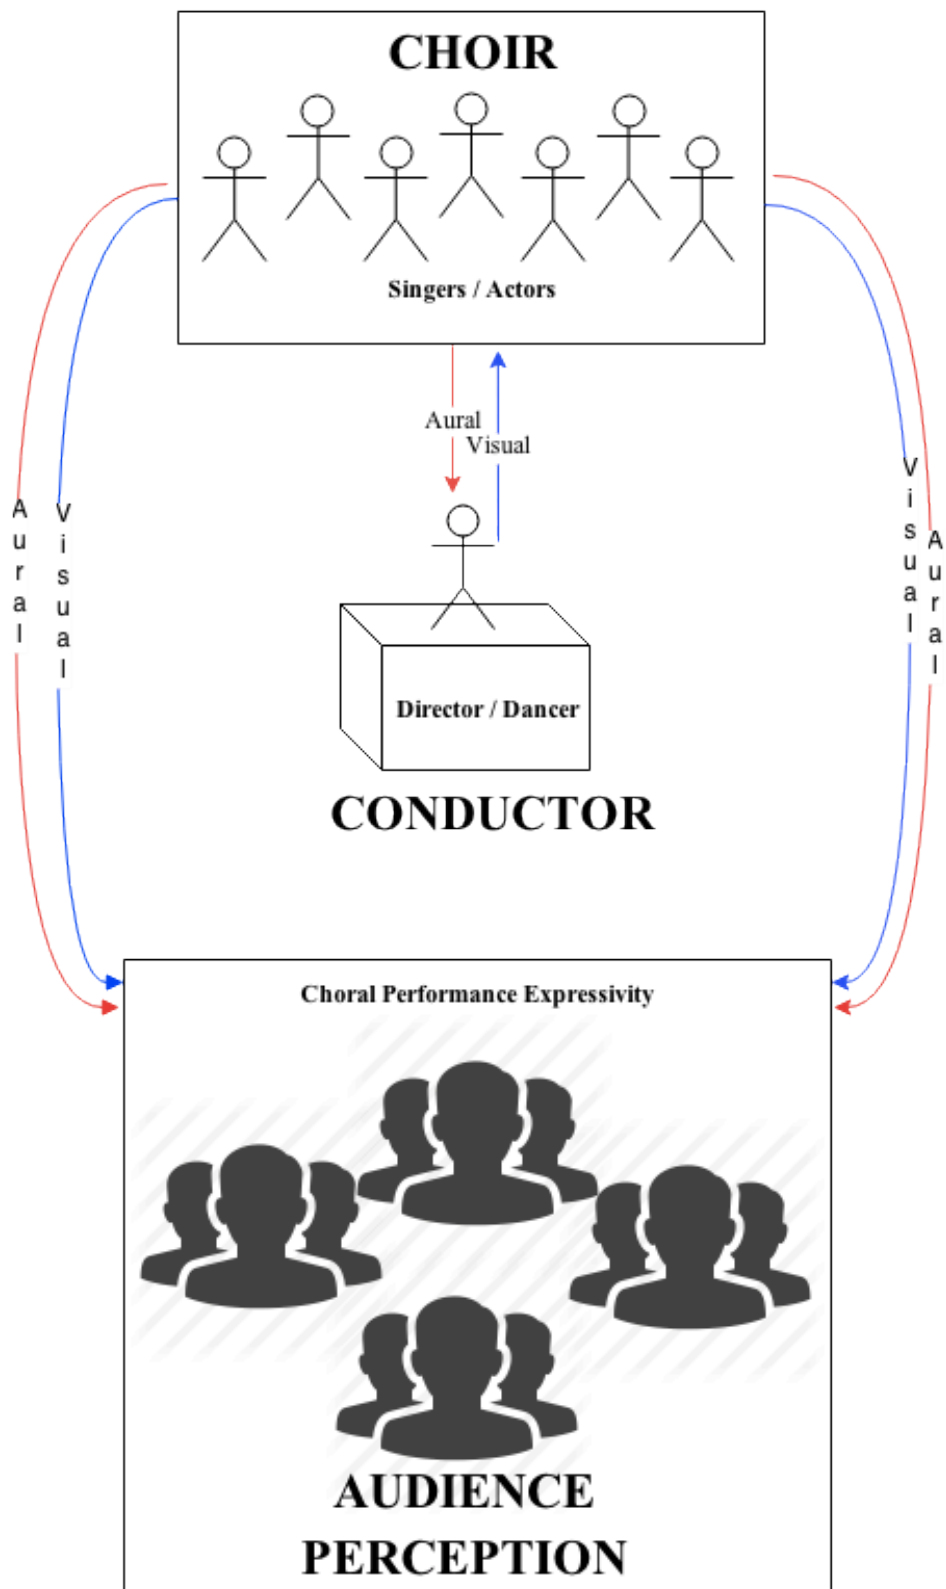 CHOIR
Singers / Actors
Aural
Visual
Aural
Visual
Visual
Aural
Director / Dancer
CONDUCTOR
Choral Performance Expressivity
AUDIENCE
PERCEPTION